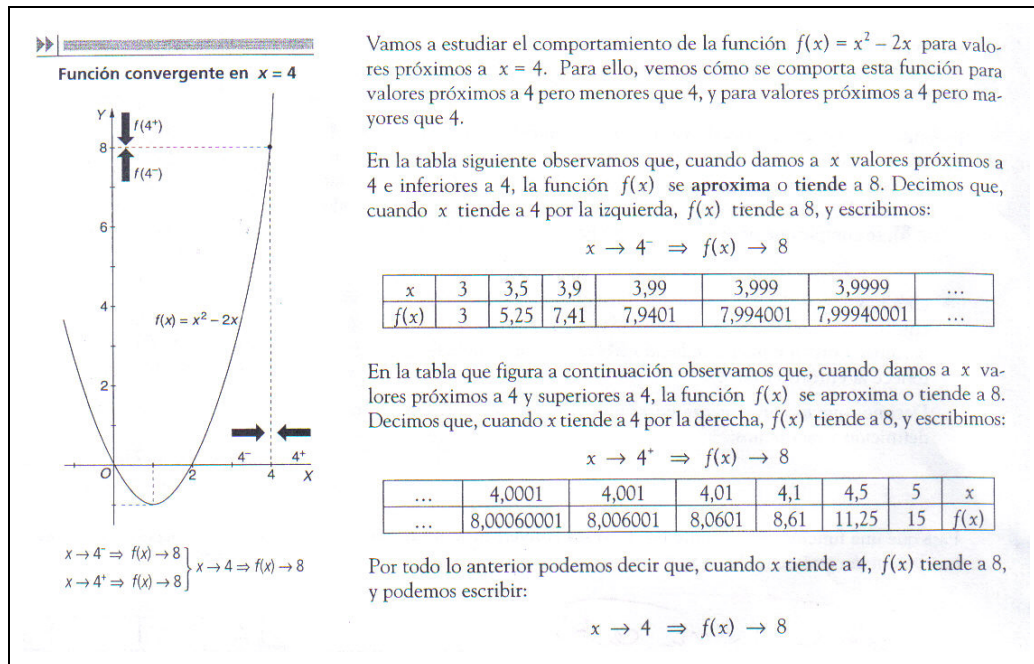 Función convergente en x = 4
Y
f(4⁺)
8
f(4⁻)
6
4
f(x) = x² – 2x
2
4⁻ 4⁺
O 2 4 X
x → 4⁻ ⇒ f(x) → 8
x → 4⁺ ⇒ f(x) → 8
x → 4 ⇒ f(x) → 8
Vamos a estudiar el comportamiento de la función f(x) = x² – 2x para valo-
res próximos a x = 4. Para ello, vemos cómo se comporta esta función para
valores próximos a 4 pero menores que 4, y para valores próximos a 4 pero ma-
yores que 4.
En la tabla siguiente observamos que, cuando damos a x valores próximos a
4 e inferiores a 4, la función f(x) se aproxima o tiende a 8. Decimos que,
cuando x tiende a 4 por la izquierda, f(x) tiende a 8, y escribimos:
x → 4⁻ ⇒ f(x) → 8
x 3 3,5 3,9 3,99 3,999 3,9999 ...
f(x) 3 5,25 7,41 7,9401 7,994001 7,99940001 ...
En la tabla que figura a continuación observamos que, cuando damos a x va-
lores próximos a 4 y superiores a 4, la función f(x) se aproxima o tiende a 8.
Decimos que, cuando x tiende a 4 por la derecha, f(x) tiende a 8, y escribimos:
x → 4⁺ ⇒ f(x) → 8
... 4,0001 4,001 4,01 4,1 4,5 5 x
... 8,00060001 8,006001 8,0601 8,61 11,25 15 f(x)
Por todo lo anterior podemos decir que, cuando x tiende a 4, f(x) tiende a 8,
y podemos escribir:
x → 4 ⇒ f(x) → 8